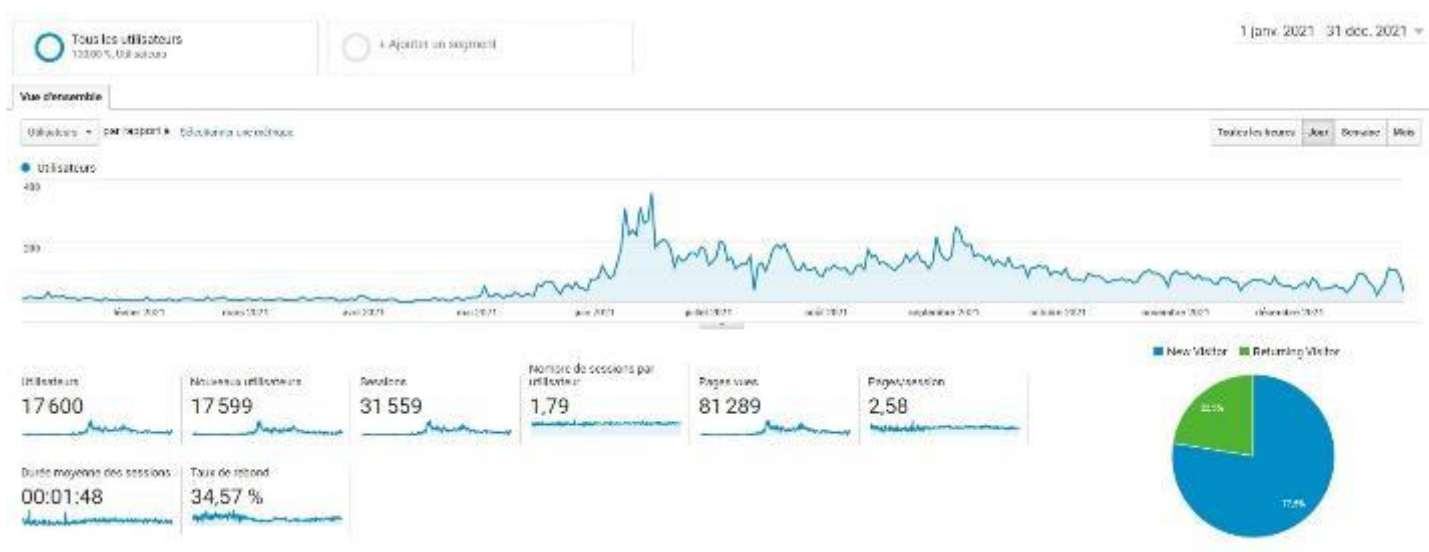 Tous les utilisateurs
100,00 % Utilisateurs
+ Ajouter un segment
1 janv. 2021 - 31 déc. 2021
Vue d'ensemble
Utilisateurs par rapport à Sélectionner une métrique
Toutes les heures Jour Semaine Mois
Utilisateurs
400
200
février 2021 mars 2021 avril 2021 mai 2021 juin 2021 juillet 2021 août 2021 septembre 2021 octobre 2021 novembre 2021 décembre 2021
New Visitor Returning Visitor
Utilisateurs
17 600
Nouveaux utilisateurs
17 599
Sessions
31 559
Nombre de sessions par
utilisateur
1,79
Pages vues
81 289
Pages/session
2,58
Durée moyenne des sessions
00:01:48
Taux de rebond
34,57 %